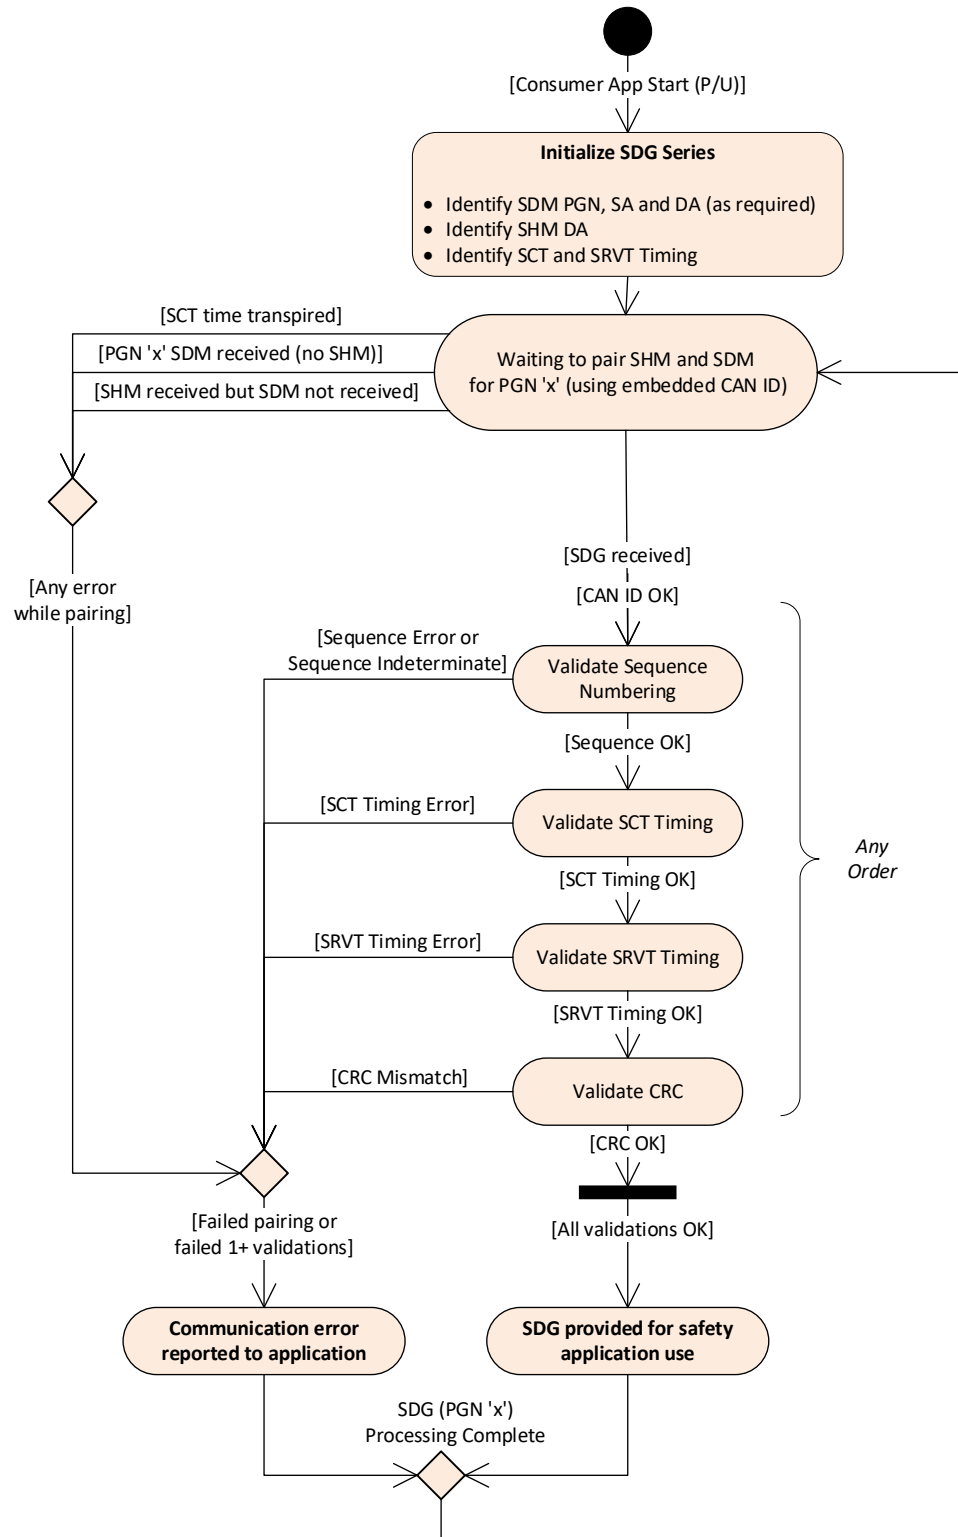 [Consumer App Start (P/U)]
Initialize SDG Series
• Identify SDM PGN, SA and DA (as required)
• Identify SHM DA
• Identify SCT and SRVT Timing
[SCT time transpired]
[PGN 'x' SDM received (no SHM)]
[SHM received but SDM not received]
Waiting to pair SHM and SDM
for PGN 'x' (using embedded CAN ID)
[Any error
while pairing]
[SDG received]
[CAN ID OK]
[Sequence Error or
Sequence Indeterminate]
Validate Sequence
Numbering
[Sequence OK]
[SCT Timing Error]
Validate SCT Timing
Any
Order
[SCT Timing OK]
[SRVT Timing Error]
Validate SRVT Timing
[SRVT Timing OK]
[CRC Mismatch]
Validate CRC
[CRC OK]
[Failed pairing or
failed 1+ validations]
[All validations OK]
Communication error
reported to application
SDG provided for safety
application use
SDG (PGN 'x')
Processing Complete